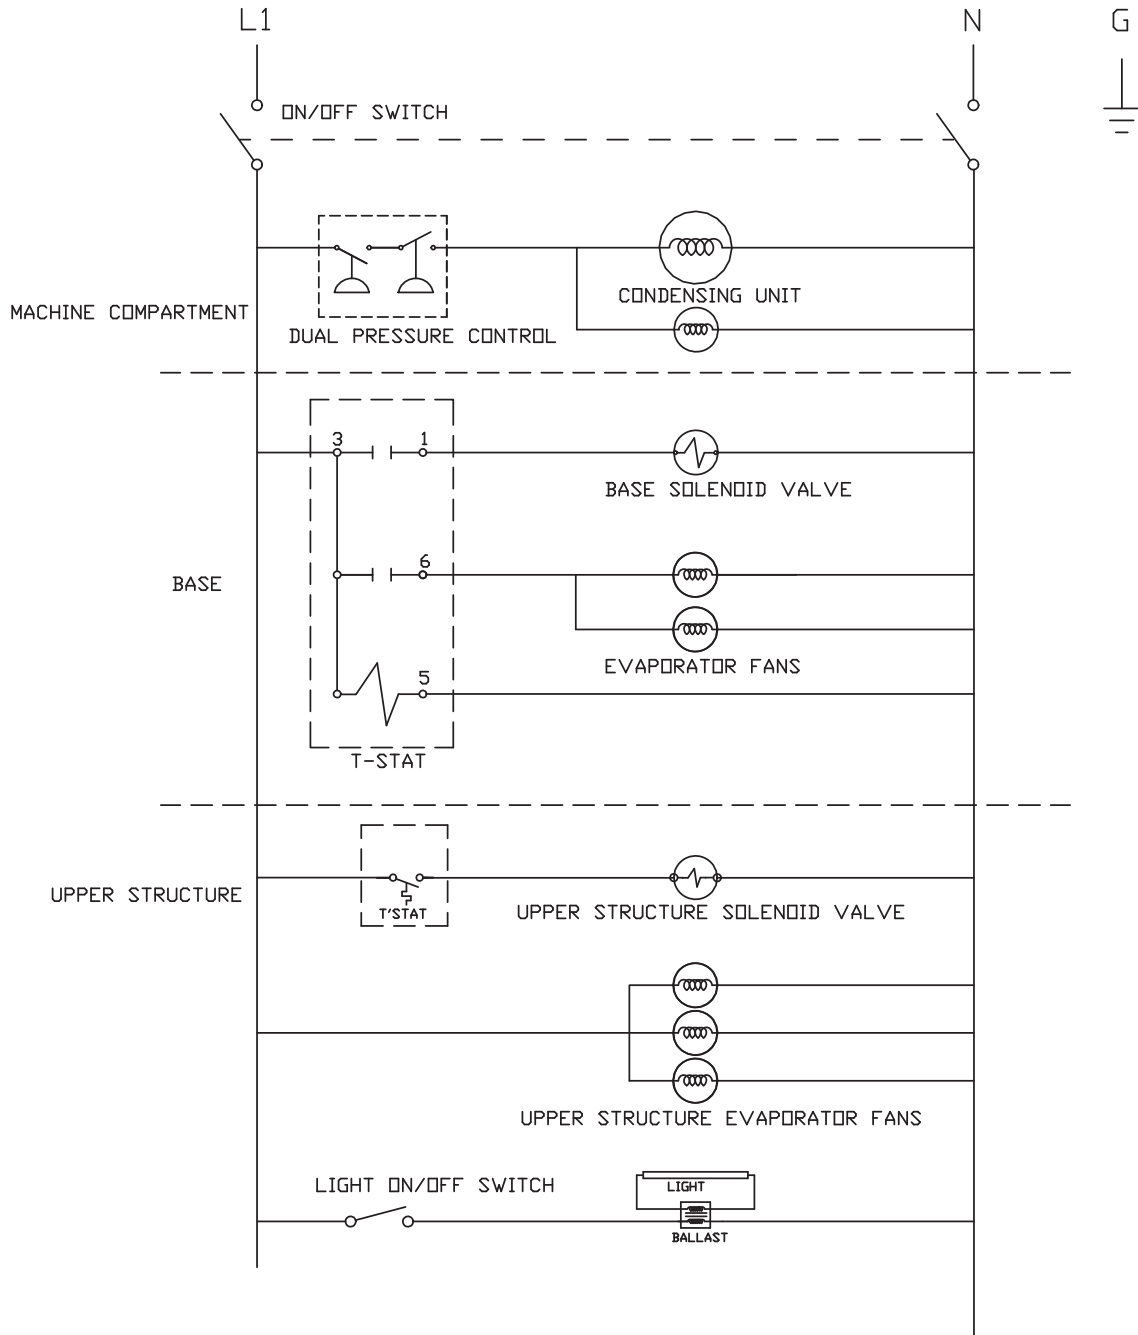 L1
N
G
ON/OFF SWITCH
CONDENSING UNIT
MACHINE COMPARTMENT
DUAL PRESSURE CONTROL
3
1
BASE SOLENOID VALVE
6
BASE
EVAPORATOR FANS
5
T-STAT
UPPER STRUCTURE
T'STAT
UPPER STRUCTURE SOLENOID VALVE
UPPER STRUCTURE EVAPORATOR FANS
LIGHT ON/OFF SWITCH
LIGHT
BALLAST